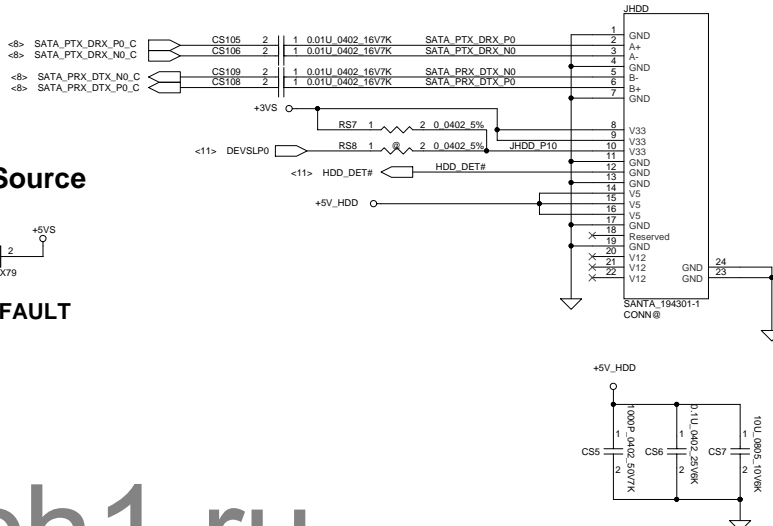 JHDD
<8> SATA_PTX_DRX_P0_C CS105 2 1 0.01U_0402_16V7K SATA_PTX_DRX_P0 1 GND
<8> SATA_PTX_DRX_N0_C CS106 2 1 0.01U_0402_16V7K SATA_PTX_DRX_N0 2 A+
3 A-
4 GND
<8> SATA_PRX_DTX_N0_C CS109 2 1 0.01U_0402_16V7K SATA_PRX_DTX_N0 5 B-
<8> SATA_PRX_DTX_P0_C CS108 2 1 0.01U_0402_16V7K SATA_PRX_DTX_P0 6 B+
7 GND
+3VS
RS7 1 2 0_0402_5% 8 V33
9 V33
<11> DEVSLP0 RS8 1 @ 2 0_0402_5% JHDD_P10 10 V33
11 GND
<11> HDD_DET# HDD_DET# 12 GND
13 GND
14 V5
+5V_HDD 15 V5
16 V5
17 GND
18 Reserved
19 GND
20 V12
21 V12 GND 24
22 V12 GND 23
SANTA_194301-1
CONN@
Source
+5VS
2
X79
FAULT
+5V_HDD
CS5 1 2 1000P_0402_50V7K
CS6 1 2 0.1U_0402_25V6K
CS7 1 2 10U_0805_10V6K